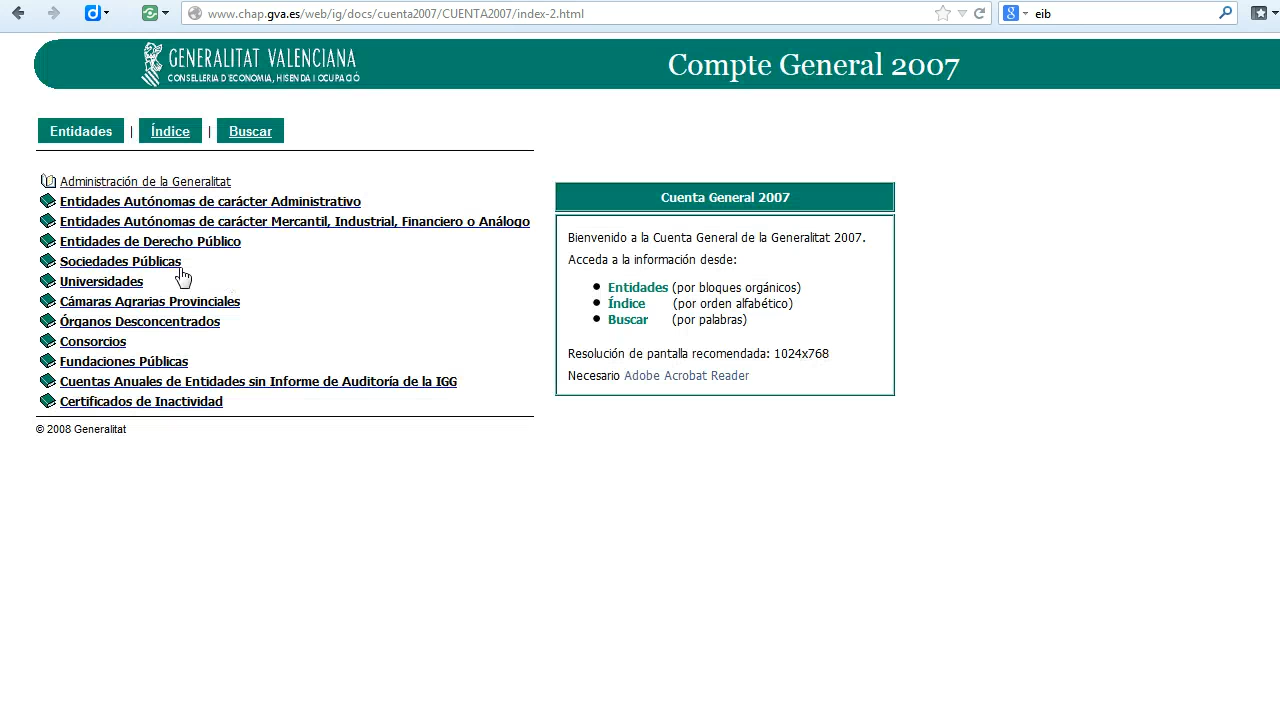 www.chap.gva.es/web/ig/docs/cuenta2007/CUENTA2007/index-2.html
eib
GENERALITAT VALENCIANA
CONSELLERIA D'ECONOMIA, HISENDA I OCUPACIÓ
Compte General 2007
Entidades | Índice | Buscar
Administración de la Generalitat
Entidades Autónomas de carácter Administrativo
Entidades Autónomas de carácter Mercantil, Industrial, Financiero o Análogo
Entidades de Derecho Público
Sociedades Públicas
Universidades
Cámaras Agrarias Provinciales
Órganos Desconcentrados
Consorcios
Fundaciones Públicas
Cuentas Anuales de Entidades sin Informe de Auditoría de la IGG
Certificados de Inactividad
© 2008 Generalitat
Cuenta General 2007
Bienvenido a la Cuenta General de la Generalitat 2007.
Acceda a la información desde:
Entidades (por bloques orgánicos)
Índice (por orden alfabético)
Buscar (por palabras)
Resolución de pantalla recomendada: 1024x768
Necesario Adobe Acrobat Reader